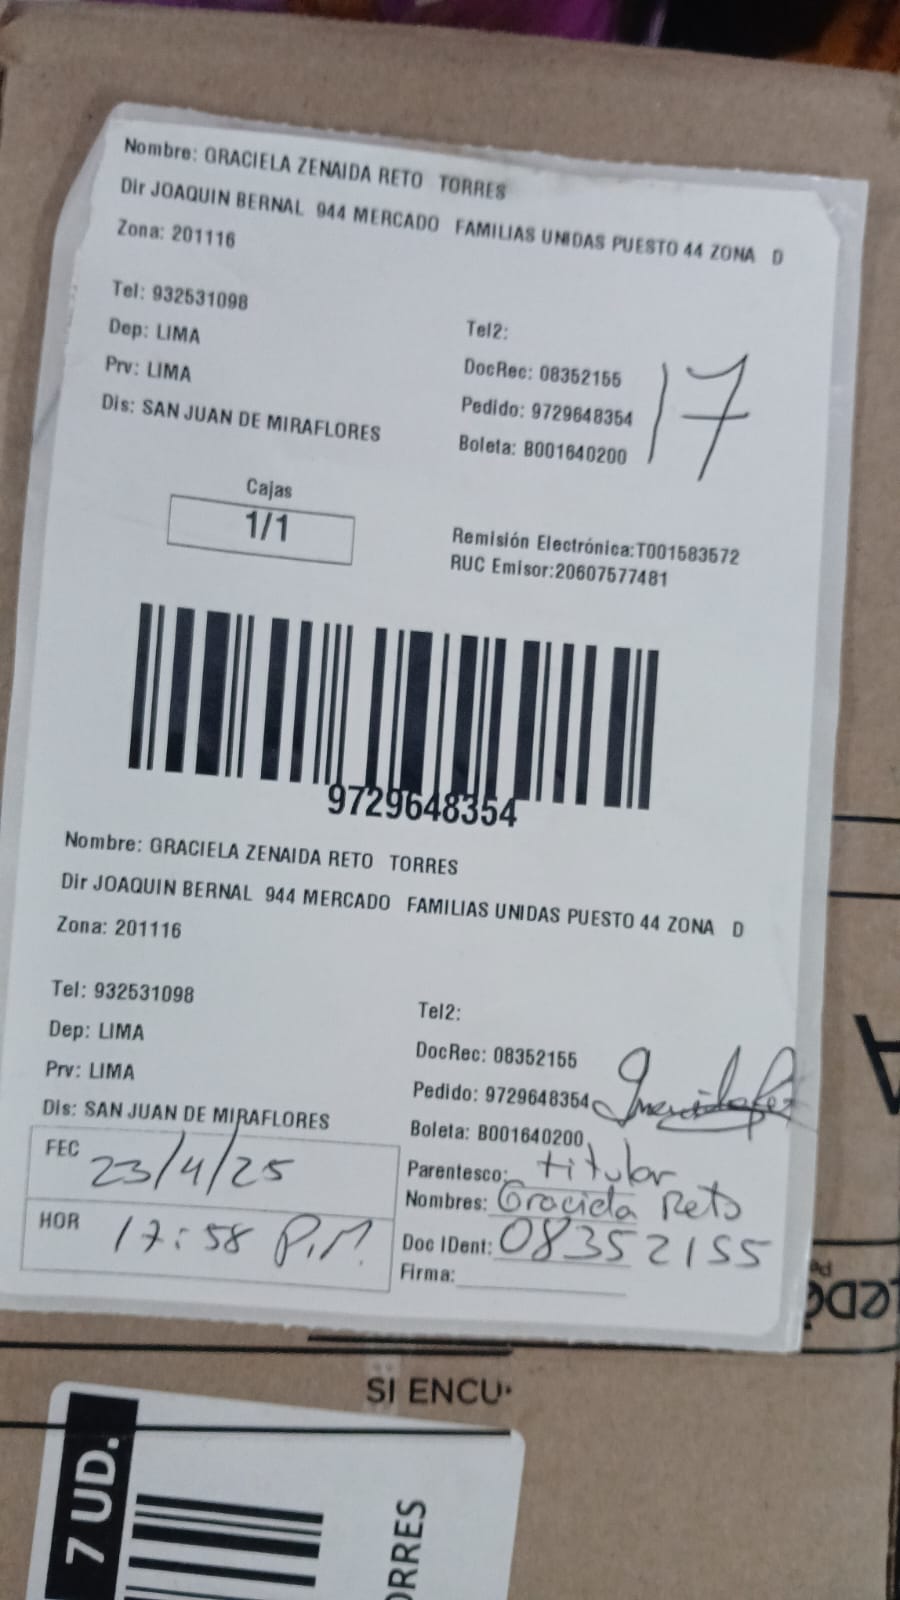 Nombre: GRACIELA ZENAIDA RETO TORRES
Dir JOAQUIN BERNAL 944 MERCADO FAMILIAS UNIDAS PUESTO 44 ZONA D
Zona: 201116
Tel: 932531098
Tel2:
Dep: LIMA
DocRec: 08352155
Prv: LIMA
Pedido: 9729648354
Dis: SAN JUAN DE MIRAFLORES
Boleta: B001640200
17
Cajas
1/1
Remisión Electrónica:T001583572
RUC Emisor:20607577481
9729648354
Nombre: GRACIELA ZENAIDA RETO TORRES
Dir JOAQUIN BERNAL 944 MERCADO FAMILIAS UNIDAS PUESTO 44 ZONA D
Zona: 201116
Tel: 932531098
Tel2:
Dep: LIMA
DocRec: 08352155
Prv: LIMA
Pedido: 9729648354
Dis: SAN JUAN DE MIRAFLORES
Boleta: B001640200
FEC 23/4/25
Parentesco: titular
Nombres: Graciela Reto
HOR 17:58 P.M.
Doc IDent: 08352155
Firma:
SI ENCU
7 UD.
ORRES